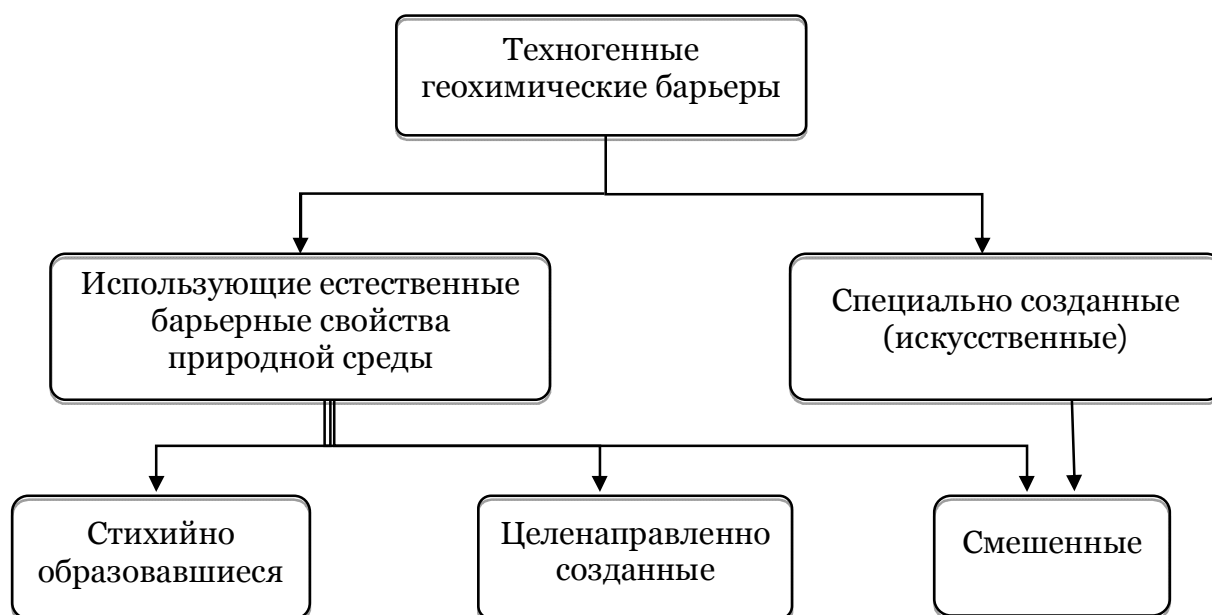 Техногенные
геохимические барьеры
Использующие естественные
барьерные свойства
природной среды
Специально созданные
(искусственные)
Стихийно
образовавшиеся
Целенаправленно
созданные
Смешенные